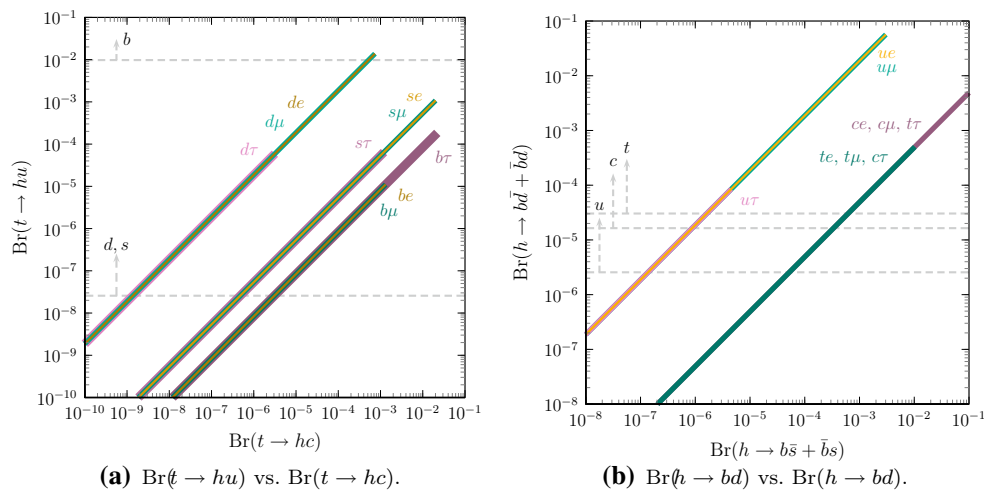 10⁻¹
10⁻²
10⁻³
10⁻⁴
10⁻⁵
10⁻⁶
10⁻⁷
10⁻⁸
10⁻⁹
10⁻¹⁰
Br(t → hu)
b
d, s
de
dμ
dτ
se
sμ
sτ
bτ
be
bμ
10⁻¹⁰ 10⁻⁹ 10⁻⁸ 10⁻⁷ 10⁻⁶ 10⁻⁵ 10⁻⁴ 10⁻³ 10⁻² 10⁻¹
Br(t → hc)
(a) Br(t → hu) vs. Br(t → hc).
10⁻¹
10⁻²
10⁻³
10⁻⁴
10⁻⁵
10⁻⁶
10⁻⁷
10⁻⁸
Br(h → bd̄ + b̄d)
ue
uμ
ce, cμ, tτ
te, tμ, cτ
t
c
u
uτ
10⁻⁸ 10⁻⁷ 10⁻⁶ 10⁻⁵ 10⁻⁴ 10⁻³ 10⁻² 10⁻¹
Br(h → bs̄ + b̄s)
(b) Br(h → bd) vs. Br(h → bd).